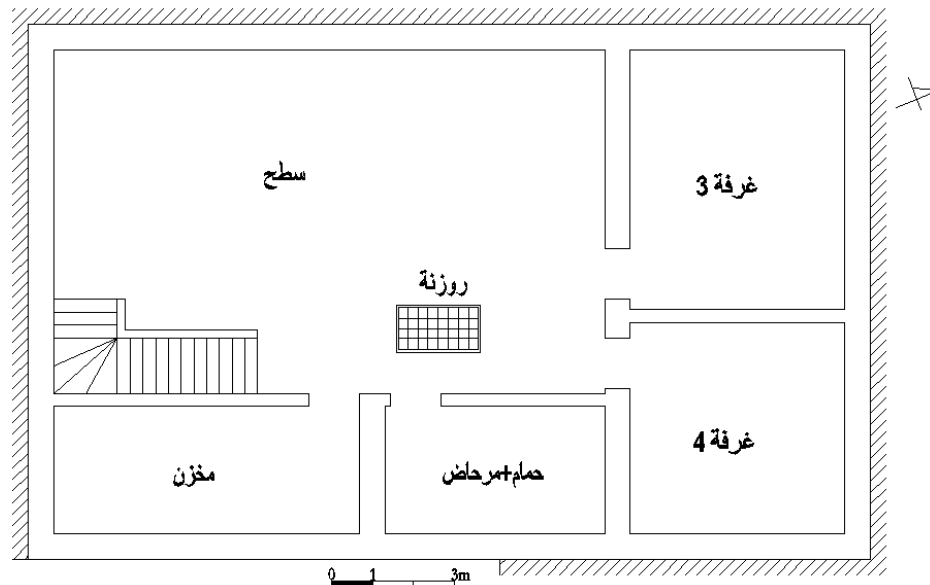 سطح
غرفة 3
روزنة
غرفة 4
حمام+مرحاض
مخزن
0 1 3m